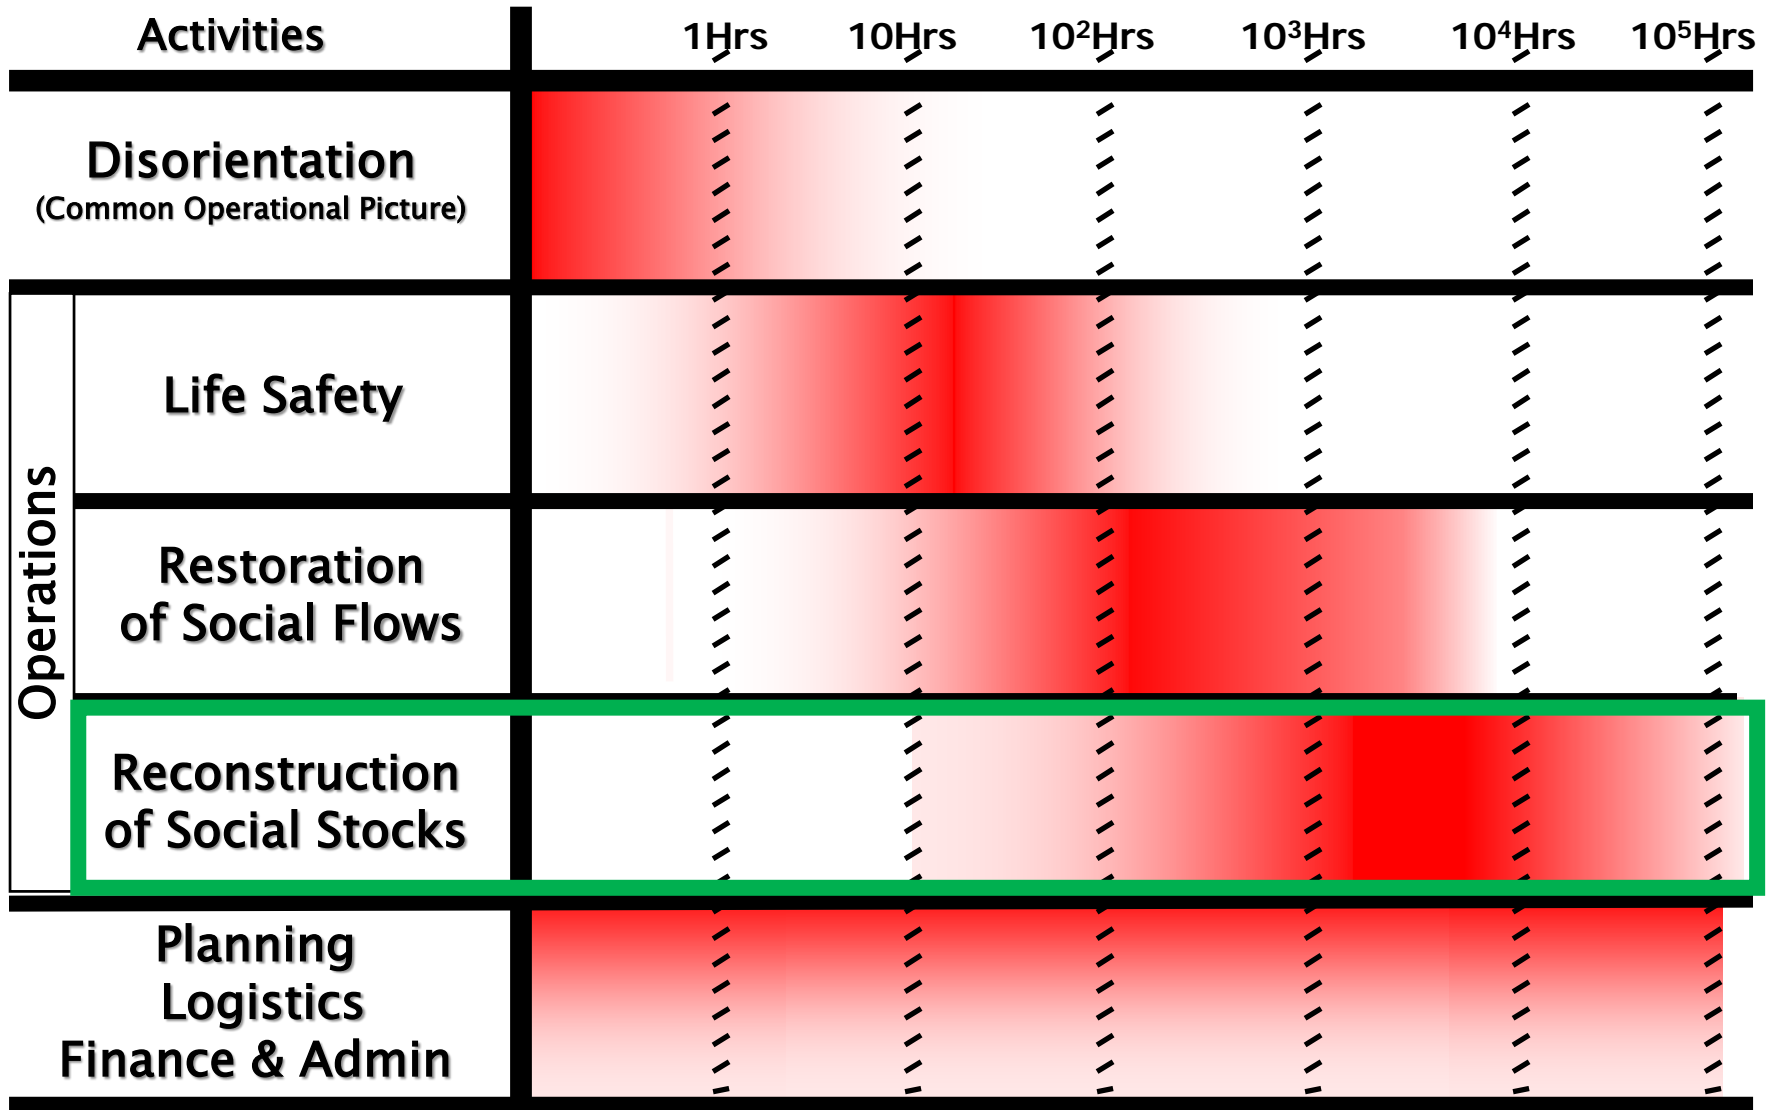 Activities 1Hrs 10Hrs 10²Hrs 10³Hrs 10⁴Hrs 10⁵Hrs
Disorientation
(Common Operational Picture)
Operations
Life Safety
Restoration
of Social Flows
Reconstruction
of Social Stocks
Planning
Logistics
Finance & Admin